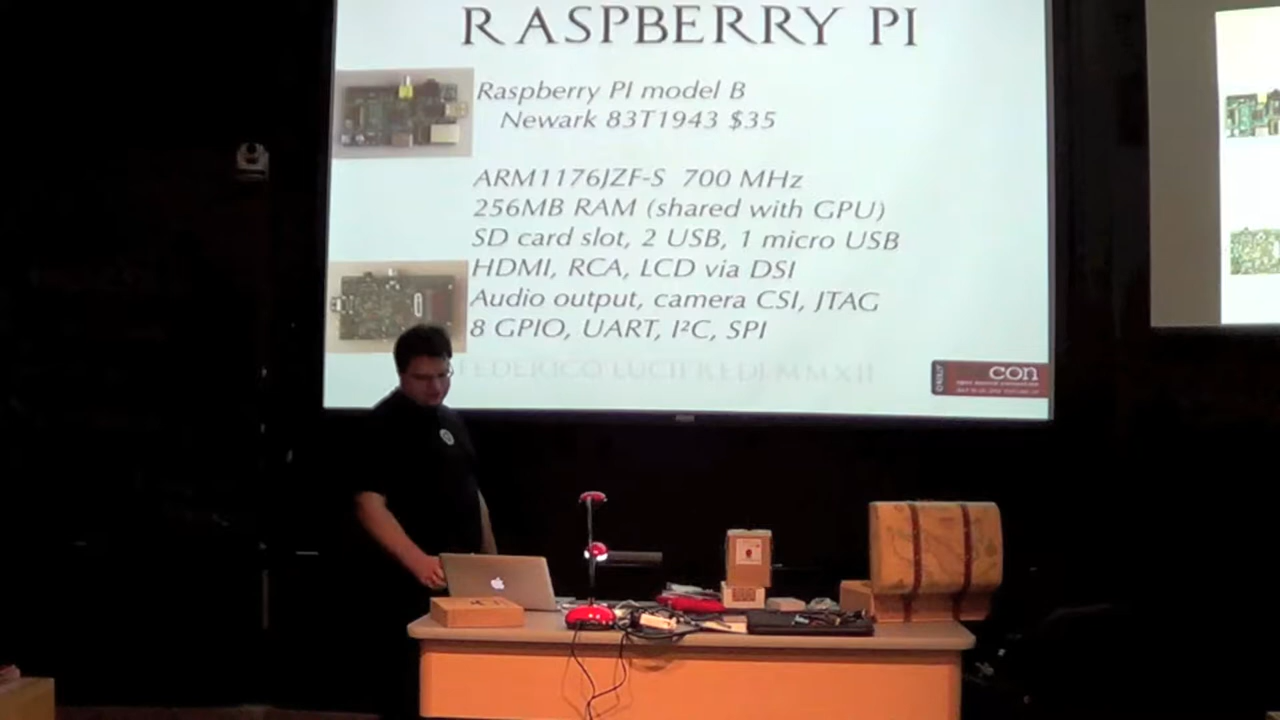 RASPBERRY PI
Raspberry PI model B
Newark 83T1943 $35
ARM1176JZF-S 700 MHz
256MB RAM (shared with GPU)
SD card slot, 2 USB, 1 micro USB
HDMI, RCA, LCD via DSI
Audio output, camera CSI, JTAG
8 GPIO, UART, I²C, SPI
FEDERICO LUCIFREDI MMXII
con